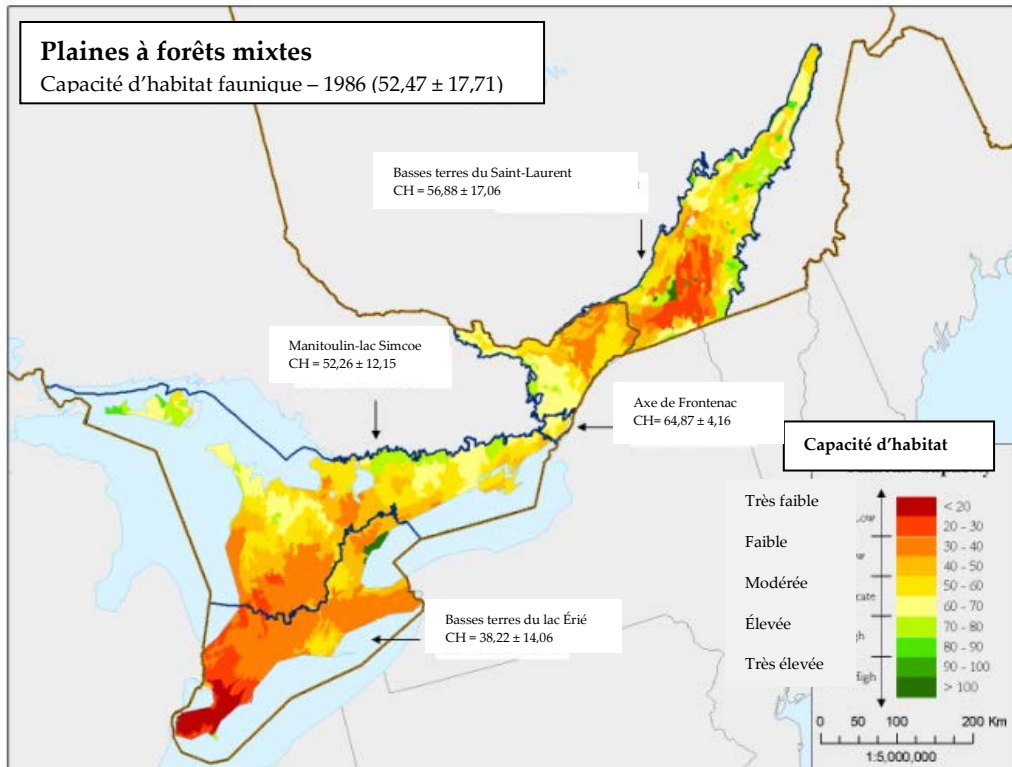 Plaines à forêts mixtes
Capacité d’habitat faunique – 1986 (52,47 ± 17,71)
Basses terres du Saint-Laurent
CH = 56,88 ± 17,06
Manitoulin-lac Simcoe
CH = 52,26 ± 12,15
Axe de Frontenac
CH= 64,87 ± 4,16
Basses terres du lac Érié
CH = 38,22 ± 14,06
Capacité d’habitat
Très faible
Faible
Modérée
Élevée
Très élevée
< 20
20 - 30
30 - 40
40 - 50
50 - 60
60 - 70
70 - 80
80 - 90
90 - 100
> 100
0 50 100 200 Km
1:5,000,000